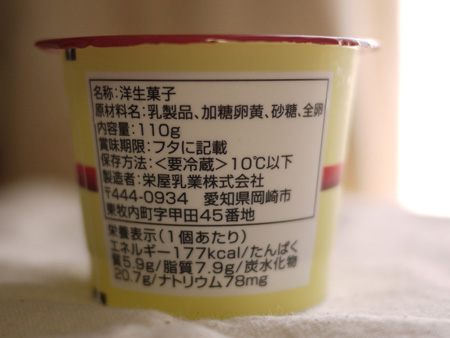 名称:洋生菓子
原材料名:乳製品、加糖卵黄、砂糖、全卵
内容量:110g
賞味期限:フタに記載
保存方法:<要冷蔵>10℃以下
製造者:栄屋乳業株式会社
〒444-0934 愛知県岡崎市
東牧内町字甲田45番地
栄養表示(1個あたり)
エネルギー177kcal/たんぱく
質5.9g/脂質7.9g/炭水化物
20.7g/ナトリウム78mg